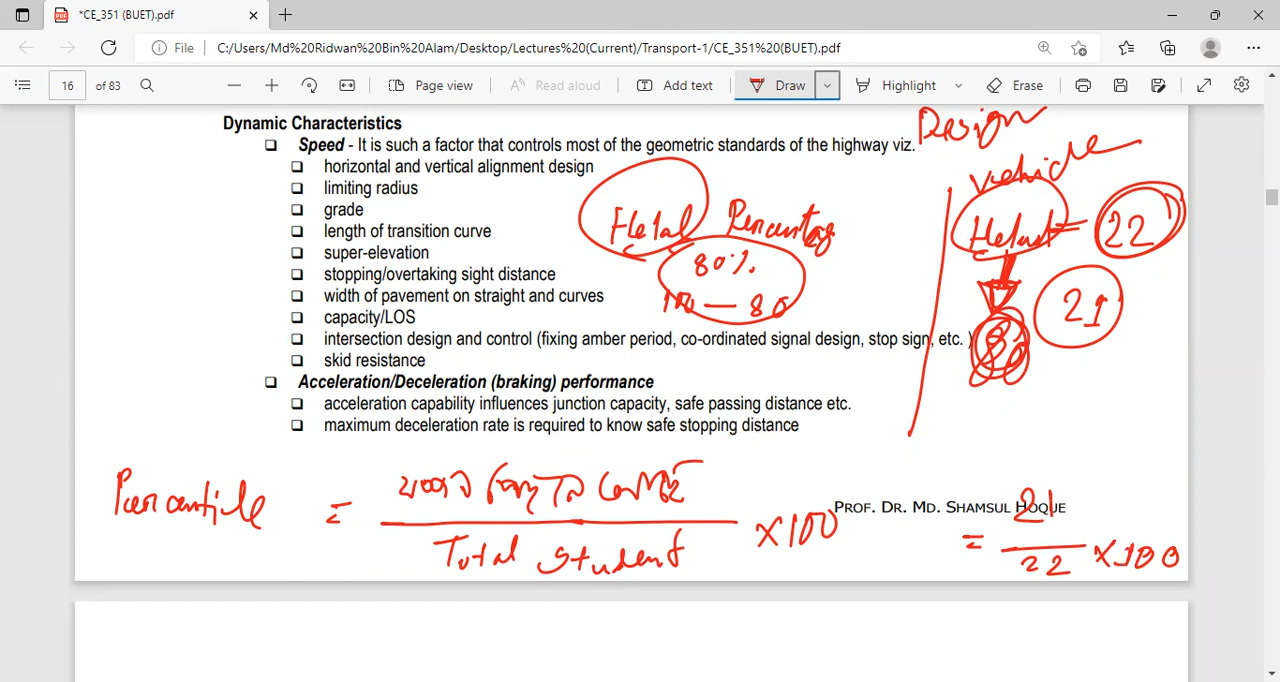 *CE_351 (BUET).pdf
File C:/Users/Md%20Ridwan%20Bin%20Alam/Desktop/Lectures%20(Current)/Transport-1/CE_351%20(BUET).pdf
16 of 83 Page view Read aloud Add text Draw Highlight Erase
Dynamic Characteristics
Speed - It is such a factor that controls most of the geometric standards of the highway viz.
horizontal and vertical alignment design
limiting radius
grade
length of transition curve
super-elevation
stopping/overtaking sight distance
width of pavement on straight and curves
capacity/LOS
intersection design and control (fixing amber period, co-ordinated signal design, stop sign, etc. )
skid resistance
Acceleration/Deceleration (braking) performance
acceleration capability influences junction capacity, safe passing distance etc.
maximum deceleration rate is required to know safe stopping distance
Design
vehicle
22
80%
100 — 80
21
80
=
Total Student
×100
PROF. DR. MD. SHAMSUL HOQUE
= 21
22 ×100